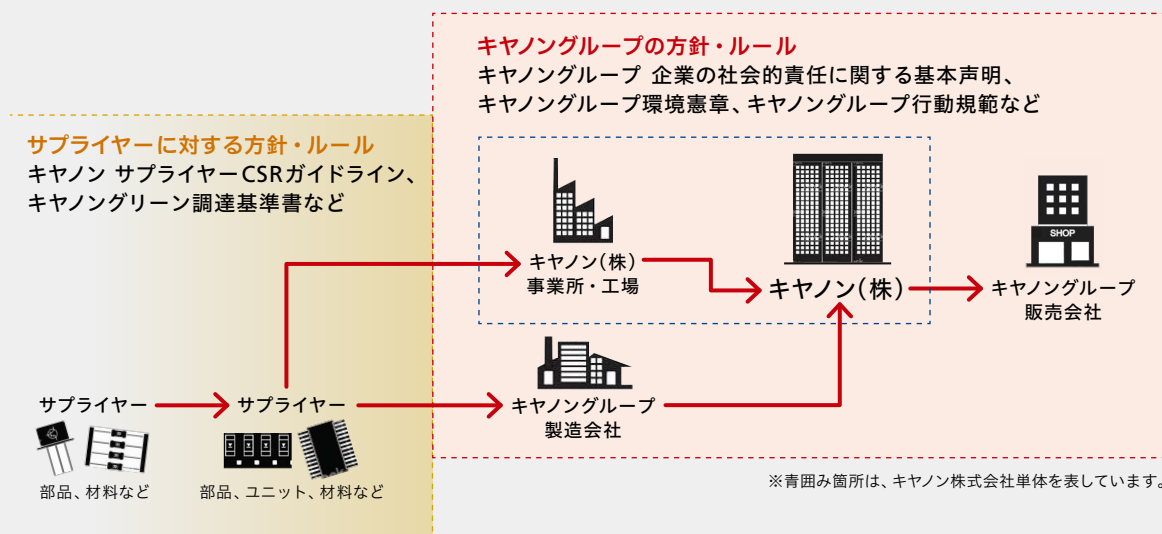 キヤノングループの方針・ルール
キヤノングループ 企業の社会的責任に関する基本声明、
キヤノングループ環境憲章、キヤノングループ行動規範など
サプライヤーに対する方針・ルール
キヤノン サプライヤーCSRガイドライン、
キヤノングリーン調達基準書など
キヤノン(株)
事業所・工場
キヤノン(株)
SHOP
キヤノングループ
販売会社
サプライヤー
部品、材料など
サプライヤー
部品、ユニット、材料など
キヤノングループ
製造会社
※青囲み箇所は、キヤノン株式会社単体を表しています。